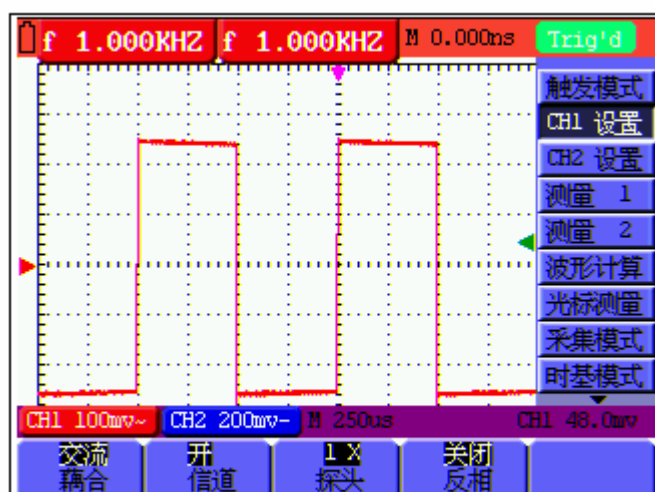 f 1.000KHZ f 1.000KHZ M 0.000ns Trig'd
触发模式
CH1 设置
CH2 设置
测量 1
测量 2
波形计算
光标测量
采集模式
时基模式
CH1 100mv~ CH2 200mv- M 250us CH1 48.0mv
交流 开 1 X 关闭
藕合 信道 探头 反相